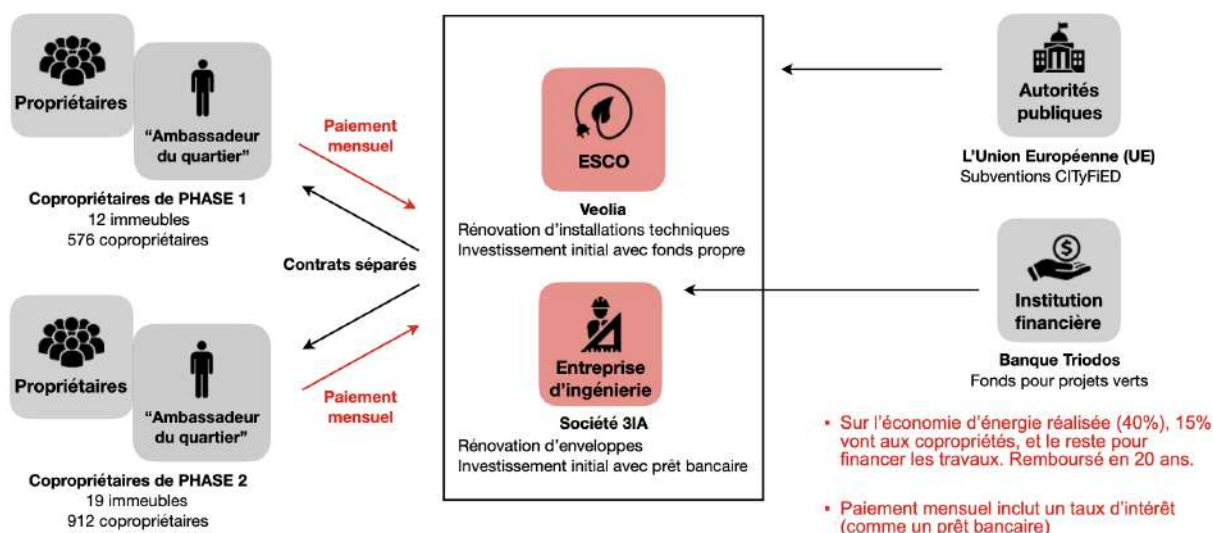 Propriétaires
“Ambassadeur
du quartier”
Copropriétaires de PHASE 1
12 immeubles
576 copropriétaires
Paiement
mensuel
Contrats séparés
Propriétaires
“Ambassadeur
du quartier”
Copropriétaires de PHASE 2
19 immeubles
912 copropriétaires
Paiement
mensuel
ESCO
Veolia
Rénovation d’installations techniques
Investissement initial avec fonds propre
Entreprise
d’ingénierie
Société 3IA
Rénovation d’enveloppes
Investissement initial avec prêt bancaire
Autorités
publiques
L’Union Européenne (UE)
Subventions CITyFiED
$
Institution
financière
Banque Triodos
Fonds pour projets verts
▪ Sur l’économie d’énergie réalisée (40%), 15%
vont aux copropriétés, et le reste pour
financer les travaux. Remboursé en 20 ans.
▪ Paiement mensuel inclut un taux d’intérêt
(comme un prêt bancaire)